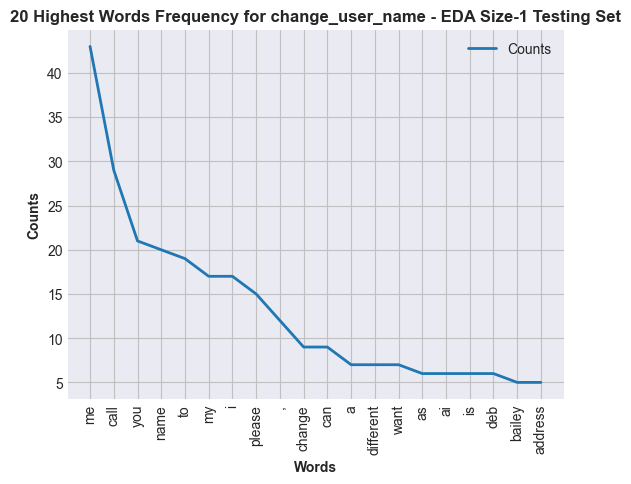 20 Highest Words Frequency for change_user_name - EDA Size-1 Testing Set
Counts
40
35
30
25
20
15
10
5
Counts
me
call
you
name
to
my
i
please
,
change
can
a
different
want
as
ai
is
deb
bailey
address
Words